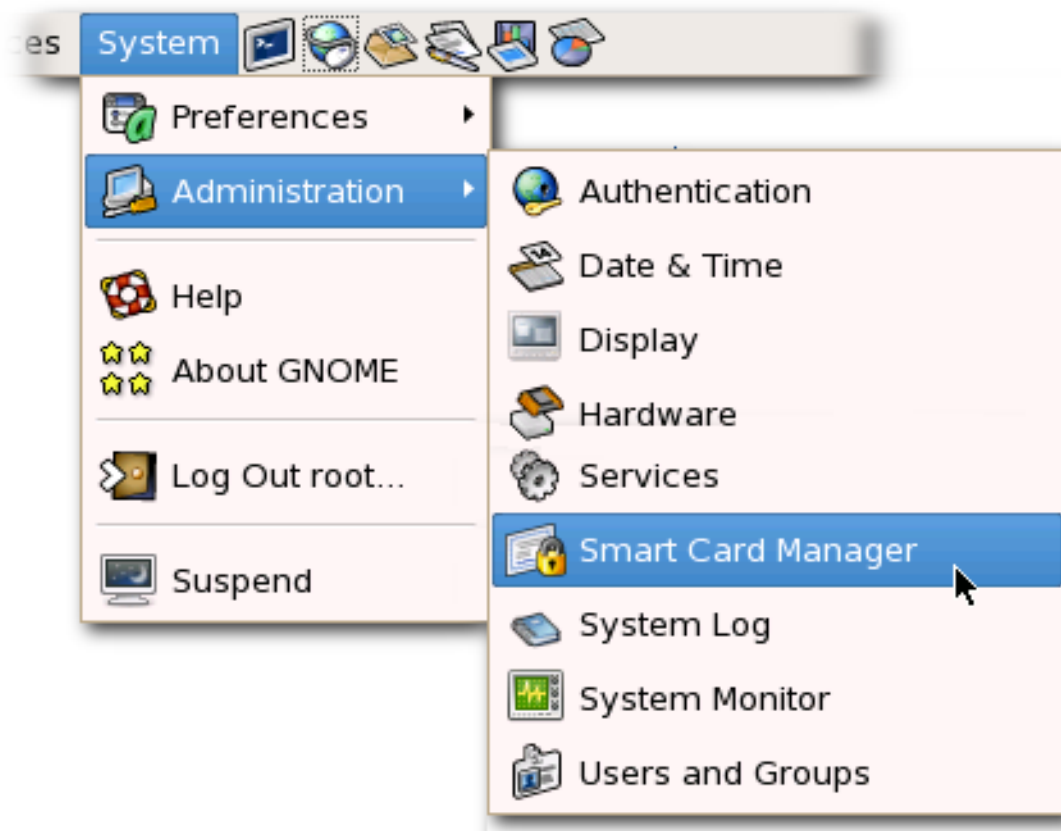 es System
Preferences
Administration
Help
About GNOME
Log Out root...
Suspend
Authentication
Date & Time
Display
Hardware
Services
Smart Card Manager
System Log
System Monitor
Users and Groups